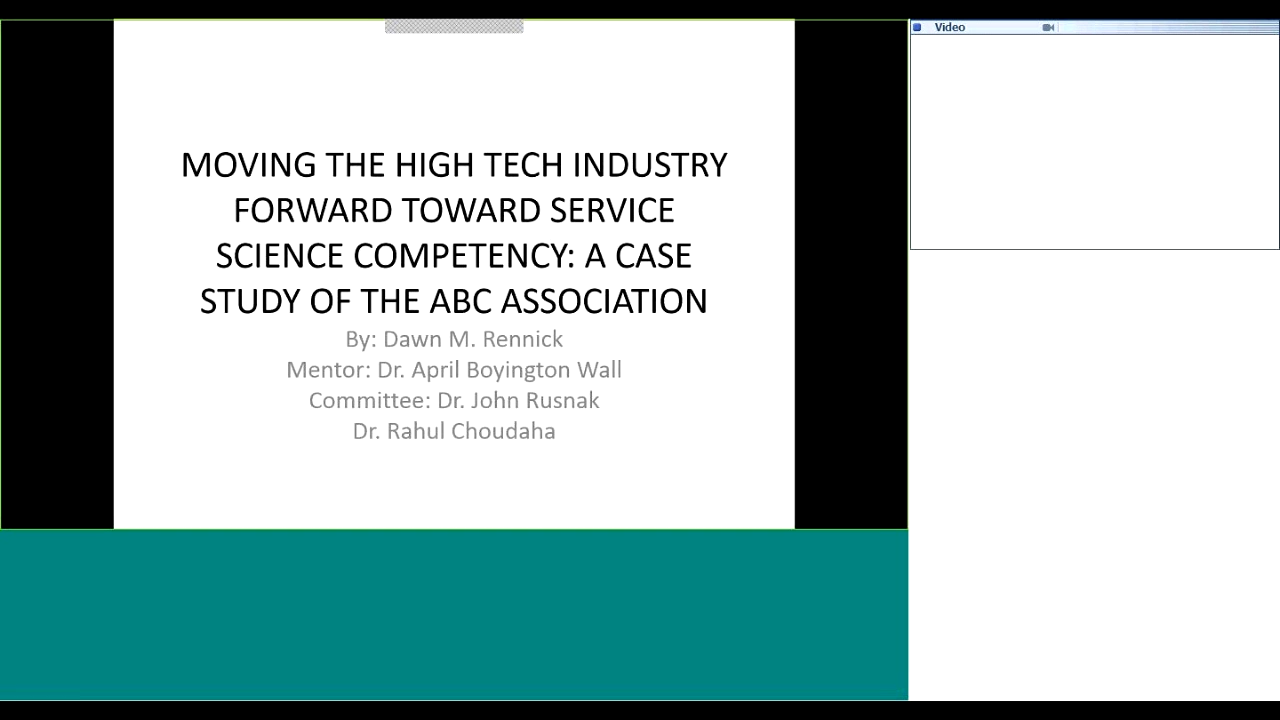 Video
MOVING THE HIGH TECH INDUSTRY
FORWARD TOWARD SERVICE
SCIENCE COMPETENCY: A CASE
STUDY OF THE ABC ASSOCIATION
By: Dawn M. Rennick
Mentor: Dr. April Boyington Wall
Committee: Dr. John Rusnak
Dr. Rahul Choudaha